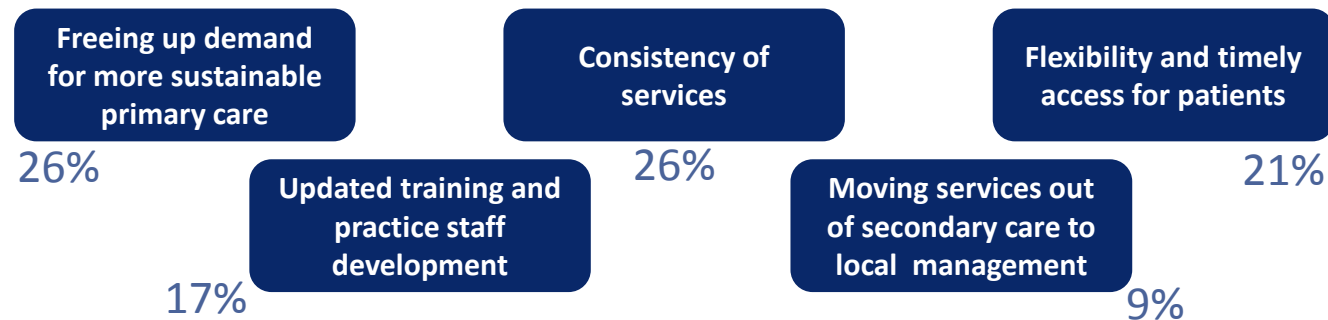 Freeing up demand
for more sustainable
primary care
26%
Updated training and
practice staff
development
17%
Consistency of
services
26%
Moving services out
of secondary care to
local management
9%
Flexibility and timely
access for patients
21%